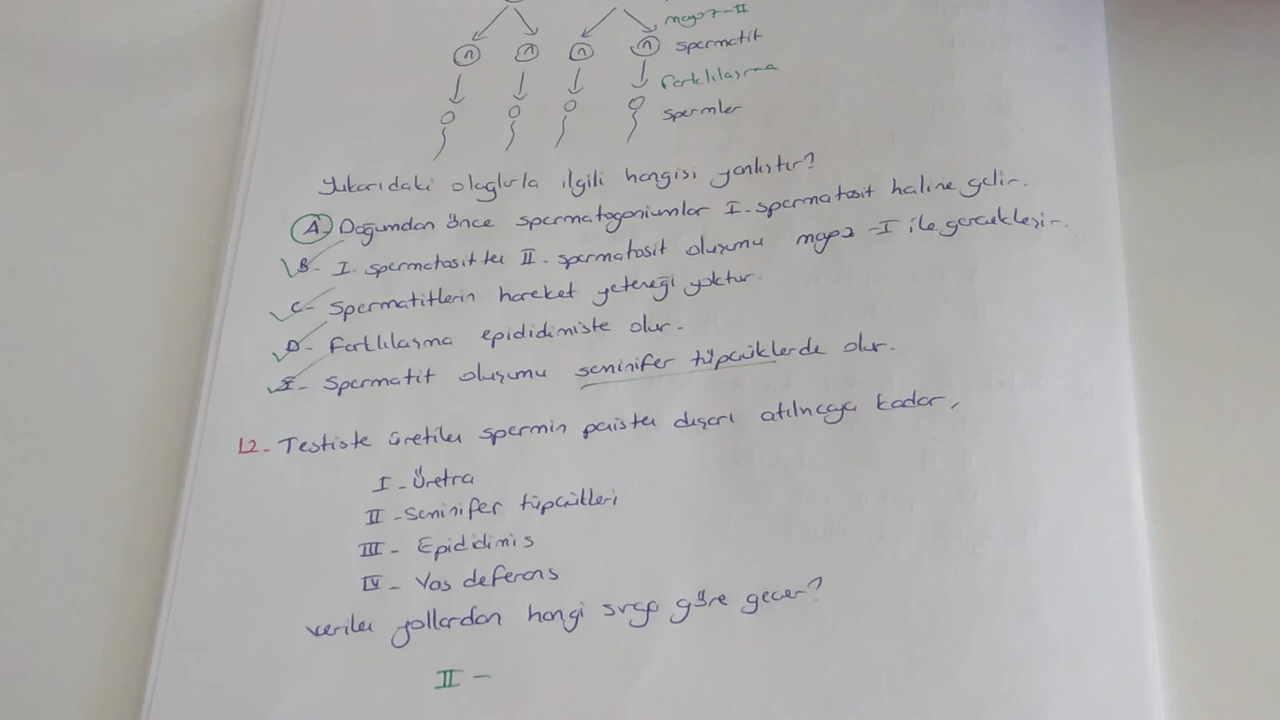 mayoz-II
n n n n spermatit
farklılaşma
spermler
Yukarıdaki olaylarla ilgili hangisi yanlıştır?
A- Doğumdan önce spermatogoniumlar I. spermatosit haline gelir.
B- I. spermatositten II. spermatosit oluşumu mayoz-I ile gerçekleşir.
C- Spermatitlerin hareket yeteneği yoktur.
D- Farklılaşma epididimiste olur.
E- Spermatit oluşumu seminifer tüpçüklerde olur.
12- Testiste üretilen spermin penisten dışarı atılncaya kadar,
I- Üretra
II- Seminifer tüpçükleri
III- Epididimis
IV- Vas deferens
verilen yollardan hangi sıraya göre geçer?
II -